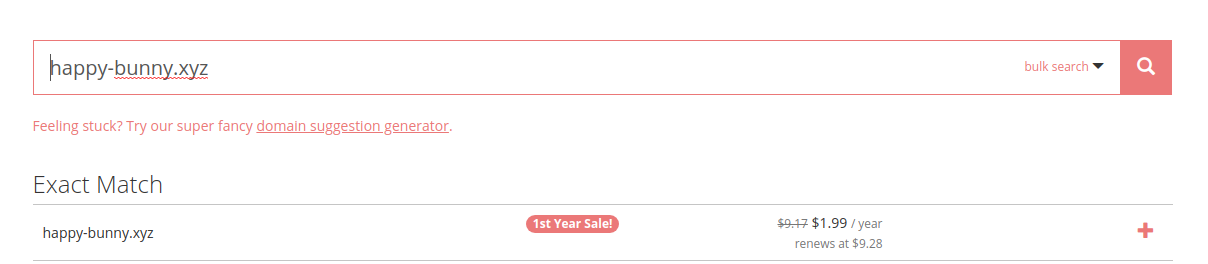 happy-bunny.xyz bulk search
Feeling stuck? Try our super fancy domain suggestion generator.
Exact Match
happy-bunny.xyz 1st Year Sale! $9.17 $1.99 / year
renews at $9.28